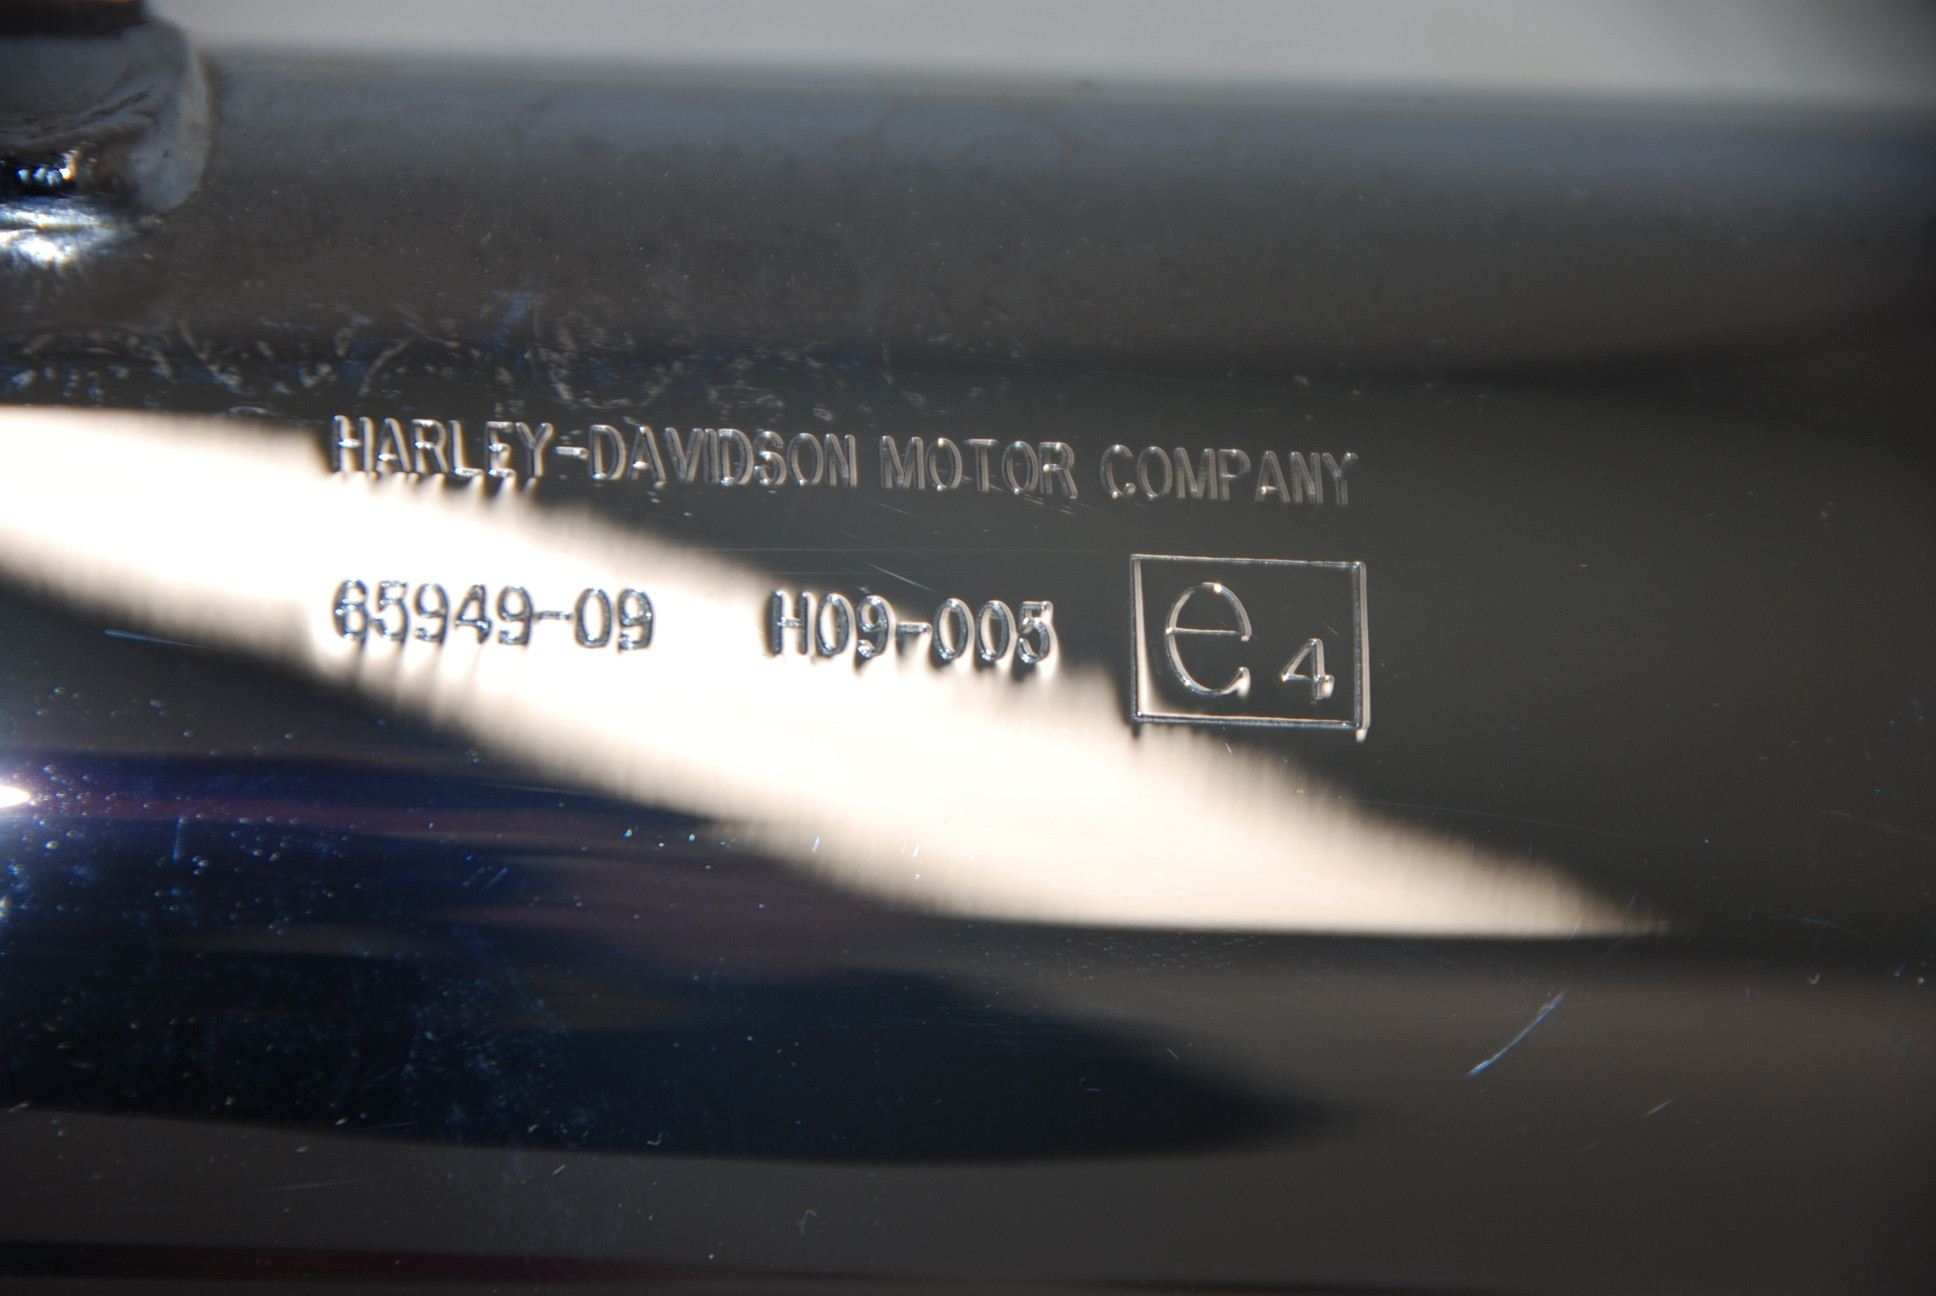 HARLEY-DAVIDSON MOTOR COMPANY
65949-09 H09-005 e4